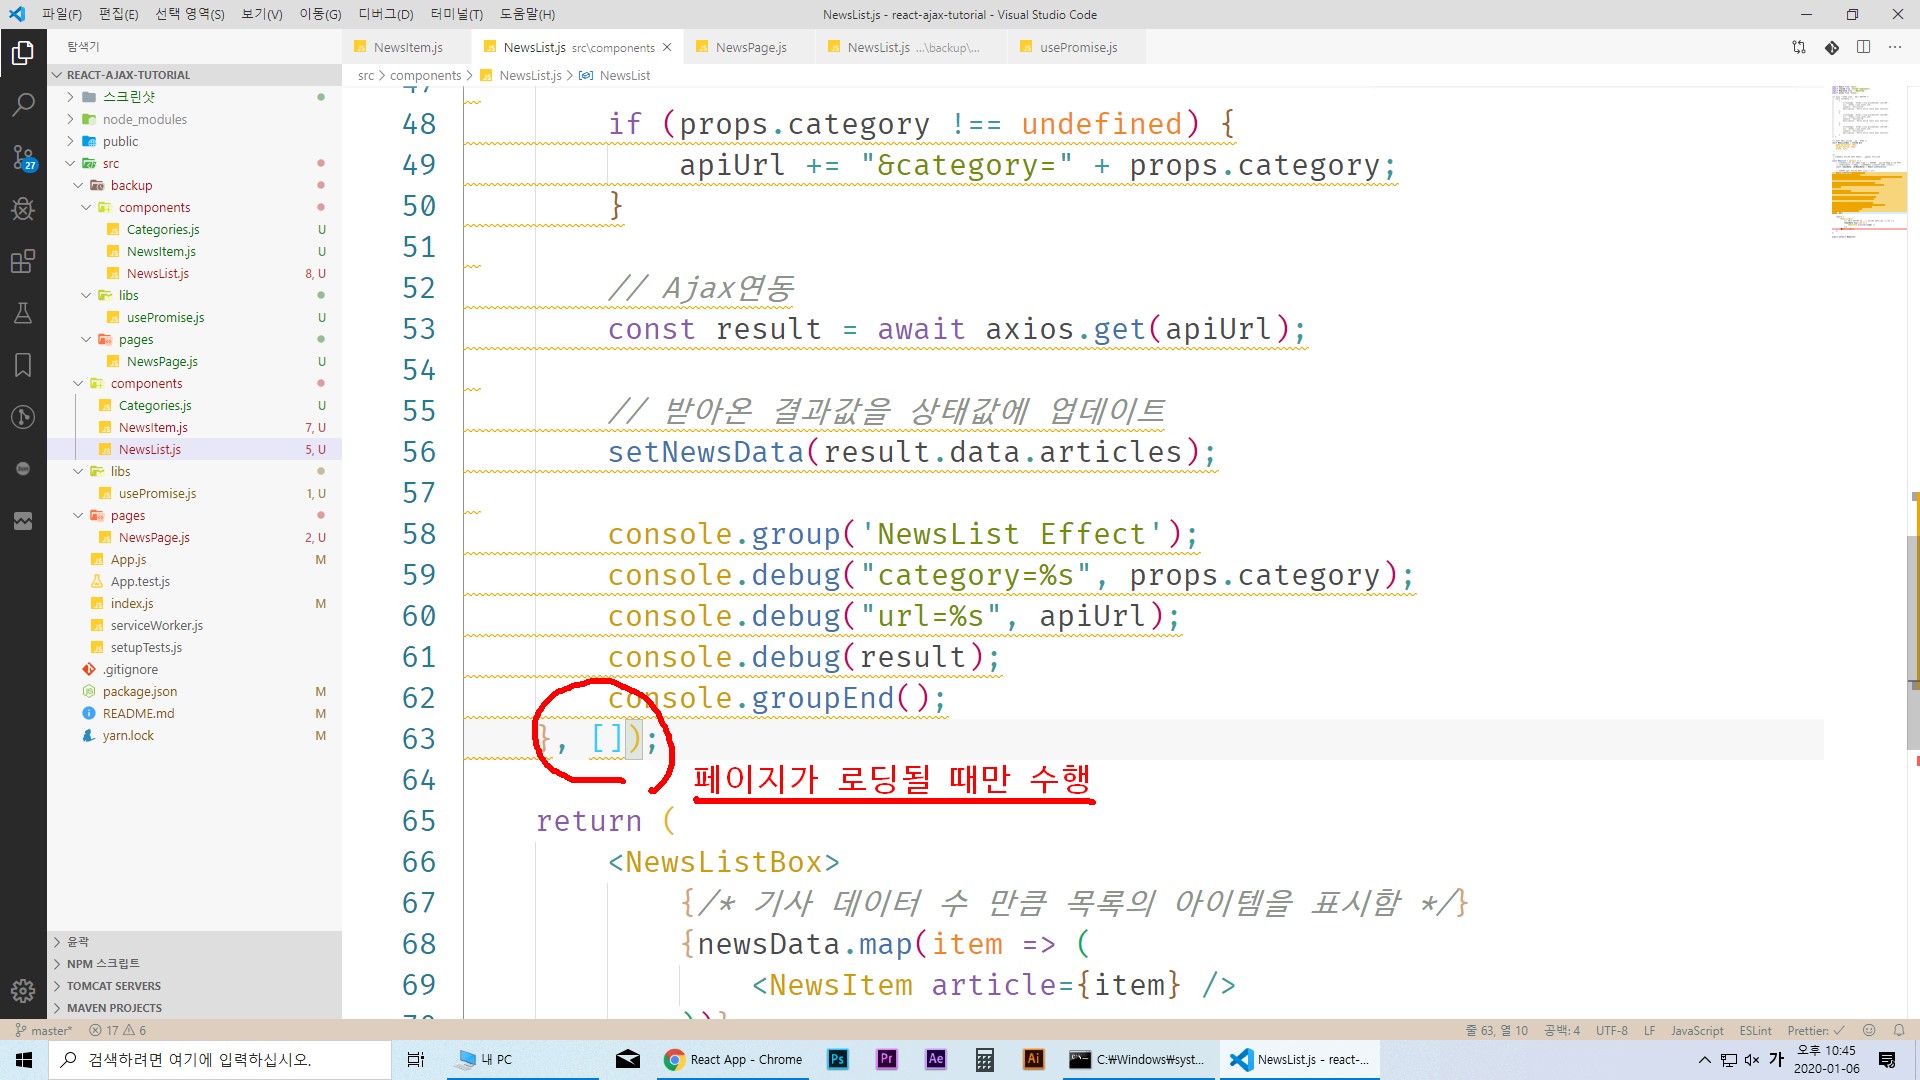 파일(F) 편집(E) 선택 영역(S) 보기(V) 이동(G) 디버그(D) 터미널(T) 도움말(H) NewsList.js - react-ajax-tutorial - Visual Studio Code
탐색기
NewsItem.js NewsList.js src\components NewsPage.js NewsList.js ...\backup\... usePromise.js
REACT-AJAX-TUTORIAL
src > components > NewsList.js > NewsList
스크린샷
node_modules
public
27
src
backup
components
Categories.js U
NewsItem.js U
NewsList.js 8, U
libs
usePromise.js U
pages
NewsPage.js U
components
Categories.js U
NewsItem.js 7, U
NewsList.js 5, U
libs
usePromise.js 1, U
pages
NewsPage.js 2, U
App.js M
App.test.js
index.js M
serviceWorker.js
setupTests.js
.gitignore
package.json M
README.md M
yarn.lock M
윤곽
NPM 스크립트
TOMCAT SERVERS
MAVEN PROJECTS
47
48 if (props.category !== undefined) {
49 apiUrl += "&category=" + props.category;
50 }
51
52 // Ajax연동
53 const result = await axios.get(apiUrl);
54
55 // 받아온 결과값을 상태값에 업데이트
56 setNewsData(result.data.articles);
57
58 console.group('NewsList Effect');
59 console.debug("category=%s", props.category);
60 console.debug("url=%s", apiUrl);
61 console.debug(result);
62 console.groupEnd();
63 }, []);
64 페이지가 로딩될 때만 수행
65 return (
66 <NewsListBox>
67 {/* 기사 데이터 수 만큼 목록의 아이템을 표시함 */}
68 {newsData.map(item => (
69 <NewsItem article={item} />
70 ))}
master* 17 6 줄 63, 열 10 공백: 4 UTF-8 LF JavaScript ESLint Prettier: ✓
검색하려면 여기에 입력하십시오. 내 PC React App - Chrome Ps Pr Ae Ai C:₩Windows₩syst... NewsList.js - react-... 가 오후 10:45
2020-01-06